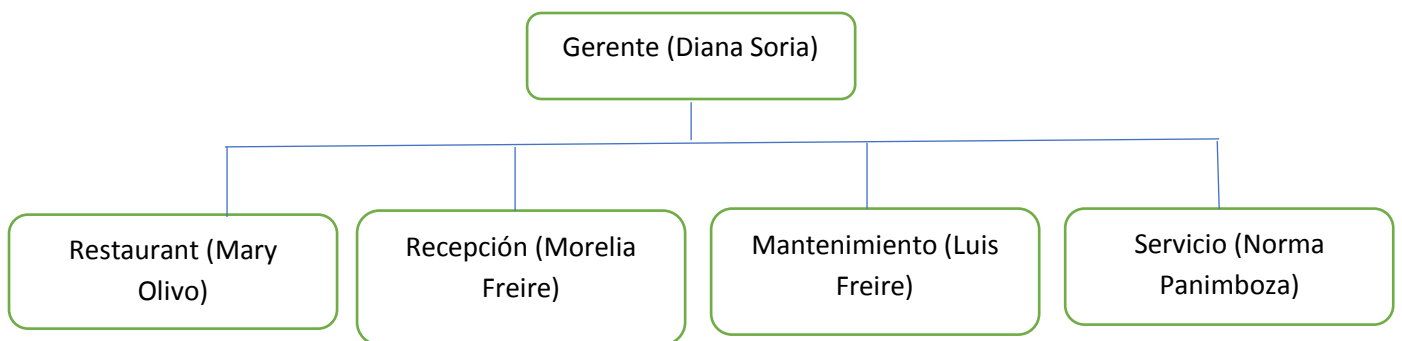 Gerente (Diana Soria)
Restaurant (Mary
Olivo)
Recepción (Morelia
Freire)
Mantenimiento (Luis
Freire)
Servicio (Norma
Panimboza)